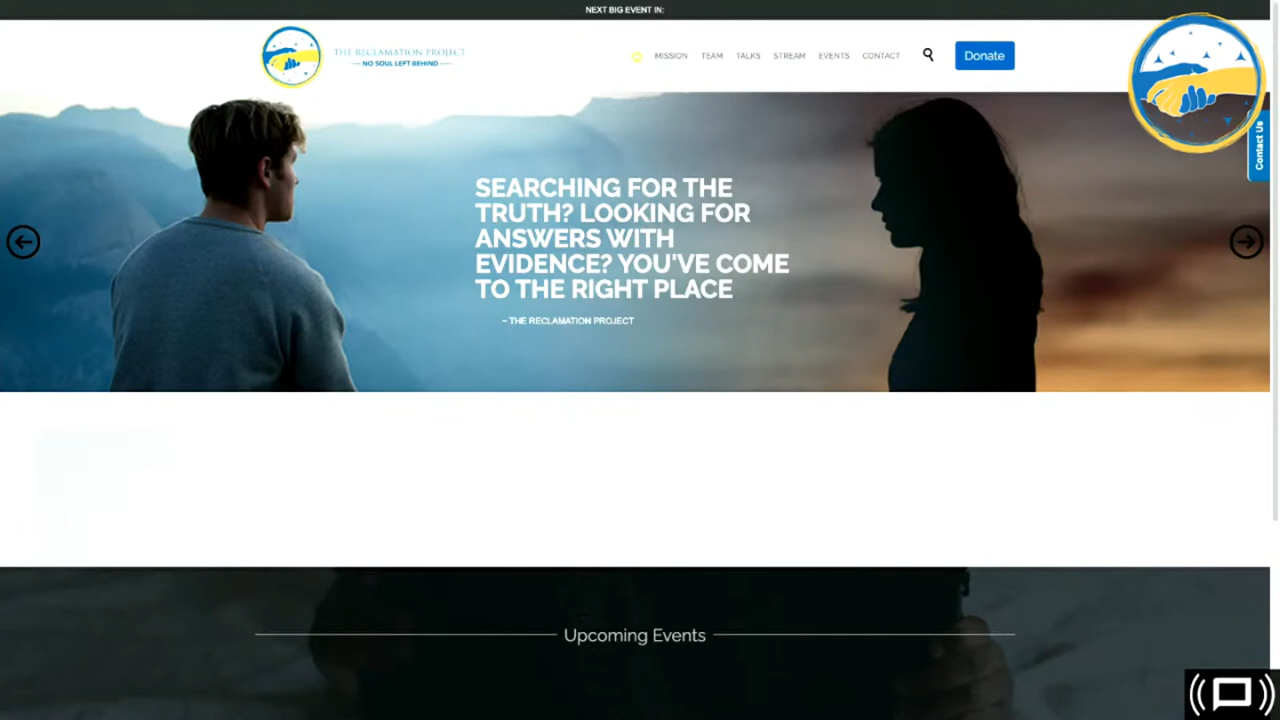 NEXT BIG EVENT IN:
THE RECLAMATION PROJECT
NO SOUL LEFT BEHIND
MISSION TEAM TALKS STREAM EVENTS CONTACT
Donate
Contact Us
SEARCHING FOR THE
TRUTH? LOOKING FOR
ANSWERS WITH
EVIDENCE? YOU'VE COME
TO THE RIGHT PLACE
– THE RECLAMATION PROJECT
Upcoming Events